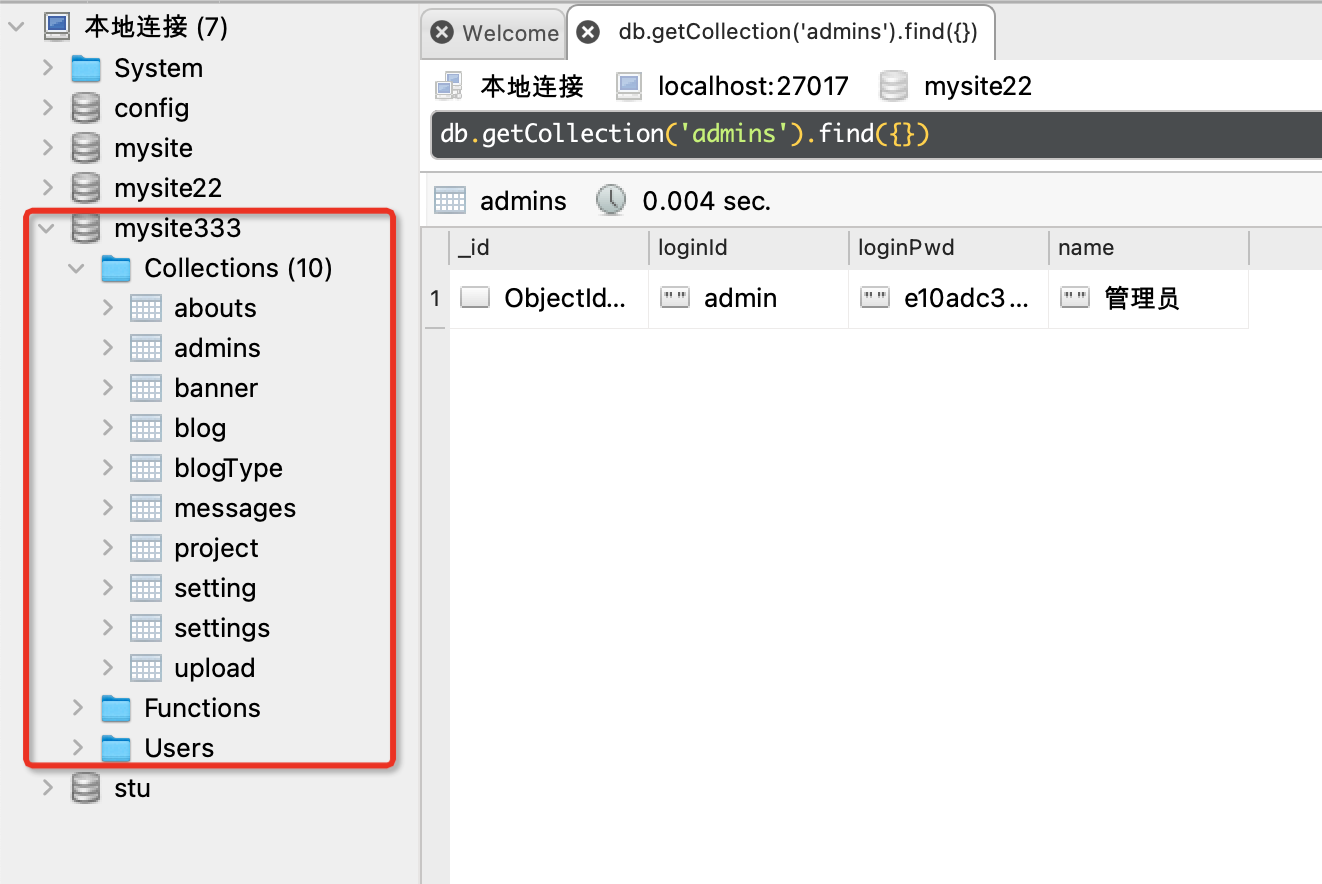 本地连接 (7)
System
config
mysite
mysite22
mysite333
Collections (10)
abouts
admins
banner
blog
blogType
messages
project
setting
settings
upload
Functions
Users
stu
Welcome
db.getCollection('admins').find({})
本地连接 localhost:27017 mysite22
db.getCollection('admins').find({})
admins 0.004 sec.
_id loginId loginPwd name
1 ObjectId... "" admin "" e10adc3... "" 管理员